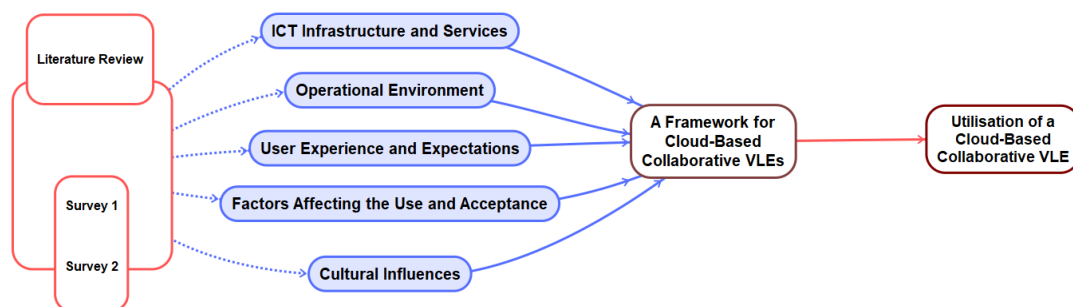 Literature Review
Survey 1
Survey 2
ICT Infrastructure and Services
Operational Environment
User Experience and Expectations
Factors Affecting the Use and Acceptance
Cultural Influences
A Framework for
Cloud-Based
Collaborative VLEs
Utilisation of a
Cloud-Based
Collaborative VLE